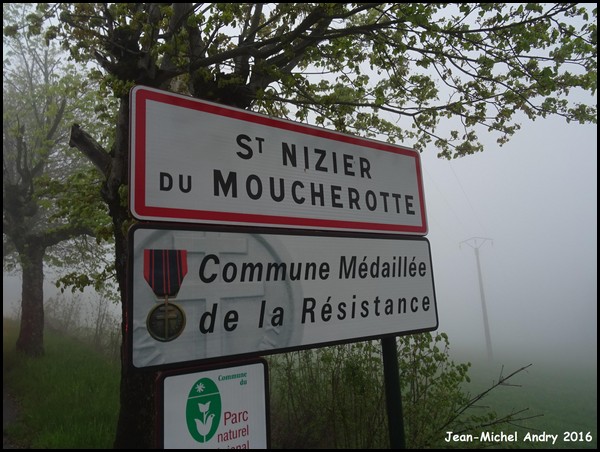 ST NIZIER
DU MOUCHEROTTE
Commune Médaillée
de la Résistance
Commune
du
Parc
naturel
Jean-Michel Andry 2016